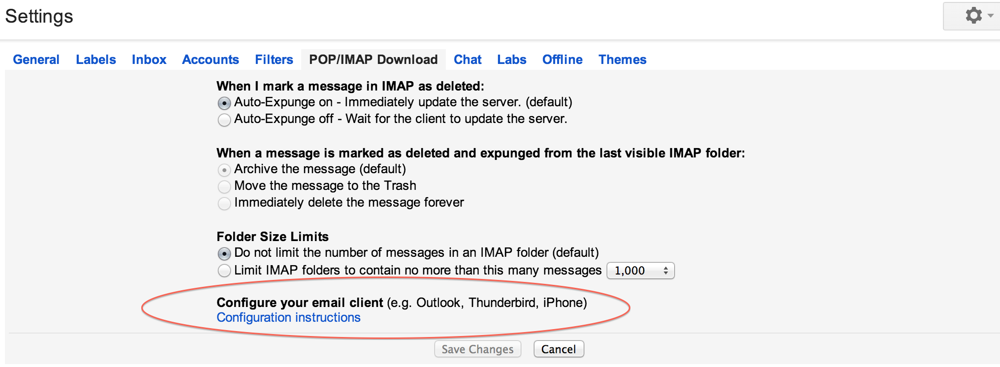 Settings
General Labels Inbox Accounts Filters POP/IMAP Download Chat Labs Offline Themes
When I mark a message in IMAP as deleted:
Auto-Expunge on - Immediately update the server. (default)
Auto-Expunge off - Wait for the client to update the server.
When a message is marked as deleted and expunged from the last visible IMAP folder:
Archive the message (default)
Move the message to the Trash
Immediately delete the message forever
Folder Size Limits
Do not limit the number of messages in an IMAP folder (default)
Limit IMAP folders to contain no more than this many messages 1,000
Configure your email client (e.g. Outlook, Thunderbird, iPhone)
Configuration instructions
Save Changes Cancel